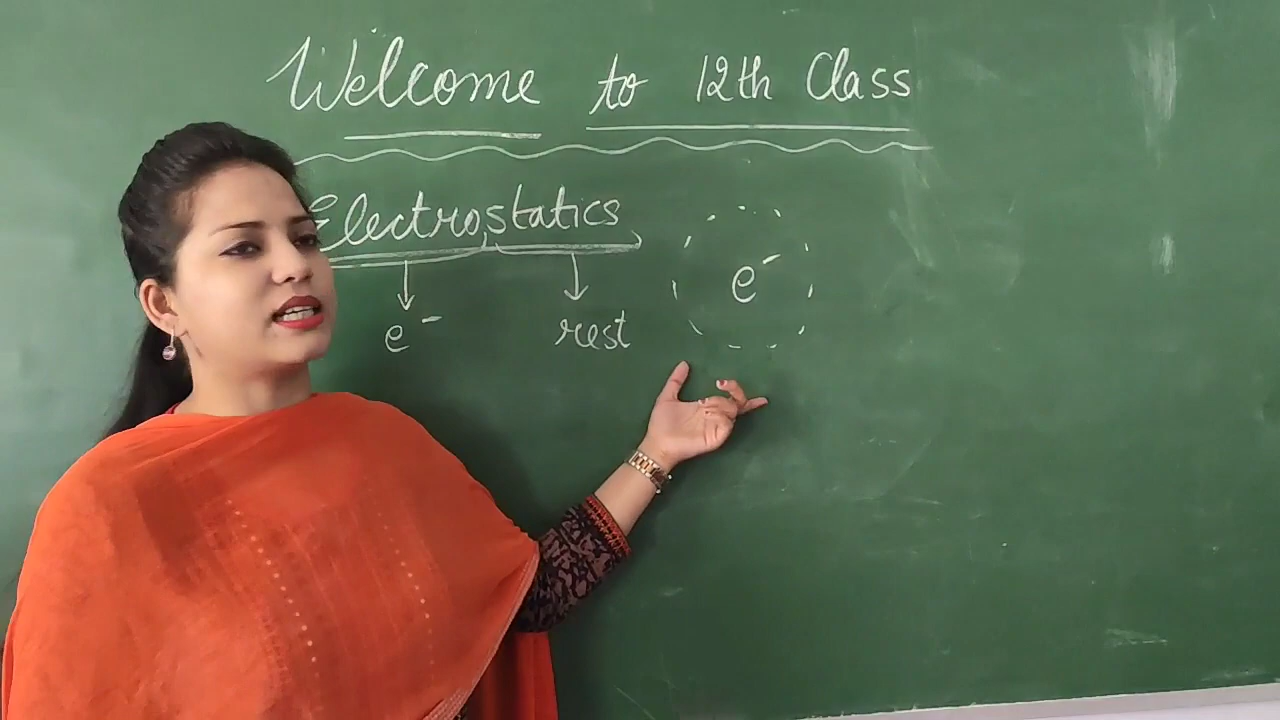 Welcome to 12th Class
Electrostatics
e⁻
e⁻ rest